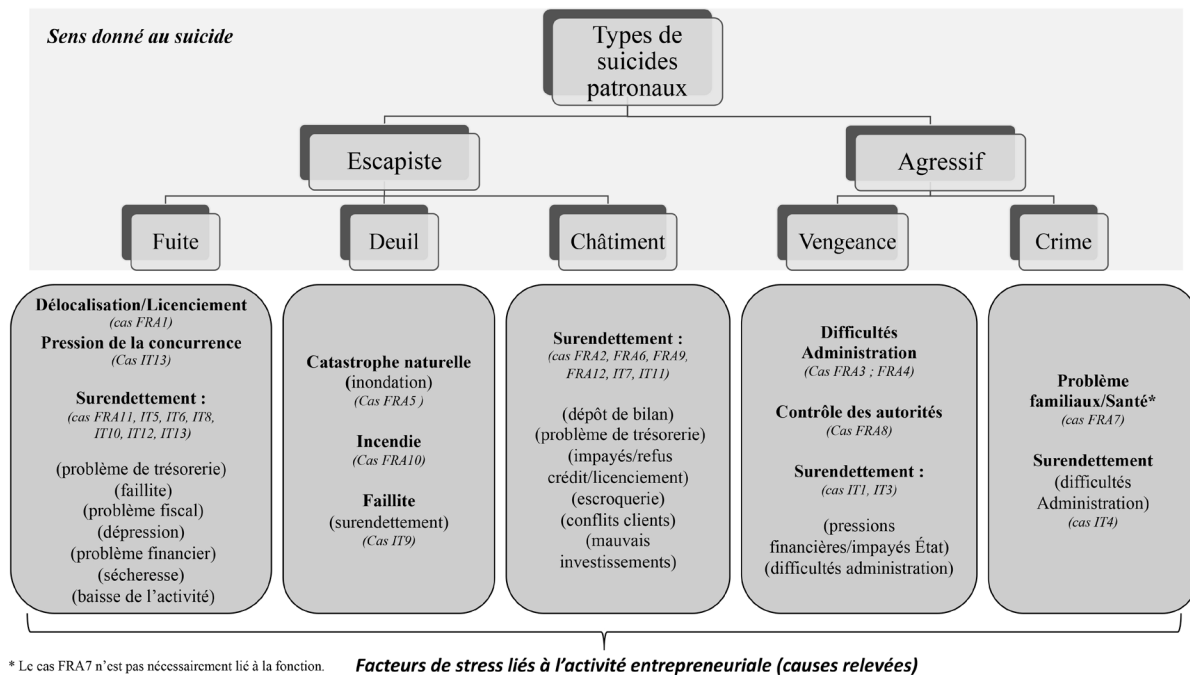 Sens donné au suicide
Types de
suicides
patronaux
Escapiste
Agressif
Fuite
Deuil
Châtiment
Vengeance
Crime
Délocalisation/Licenciement
(cas FRA1)
Pression de la concurrence
(Cas IT13)
Surendettement :
(cas FRA11, IT5, IT6, IT8,
IT10, IT12, IT13)
(problème de trésorerie)
(faillite)
(problème fiscal)
(dépression)
(problème financier)
(sécheresse)
(baisse de l’activité)
Catastrophe naturelle
(inondation)
(Cas FRA5 )
Incendie
(Cas FRA10)
Faillite
(surendettement)
(Cas IT9)
Surendettement :
(cas FRA2, FRA6, FRA9,
FRA12, IT7, IT11)
(dépôt de bilan)
(problème de trésorerie)
(impayés/refus
crédit/licenciement)
(escroquerie)
(conflits clients)
(mauvais
investissements)
Difficultés
Administration
(Cas FRA3 ; FRA4)
Contrôle des autorités
(Cas FRA8)
Surendettement :
(cas IT1, IT3)
(pressions
financières/impayés État)
(difficultés administration)
Problème
familiaux/Santé*
(cas FRA7)
Surendettement
(difficultés
Administration)
(cas IT4)
* Le cas FRA7 n’est pas nécessairement lié à la fonction.
Facteurs de stress liés à l’activité entrepreneuriale (causes relevées)